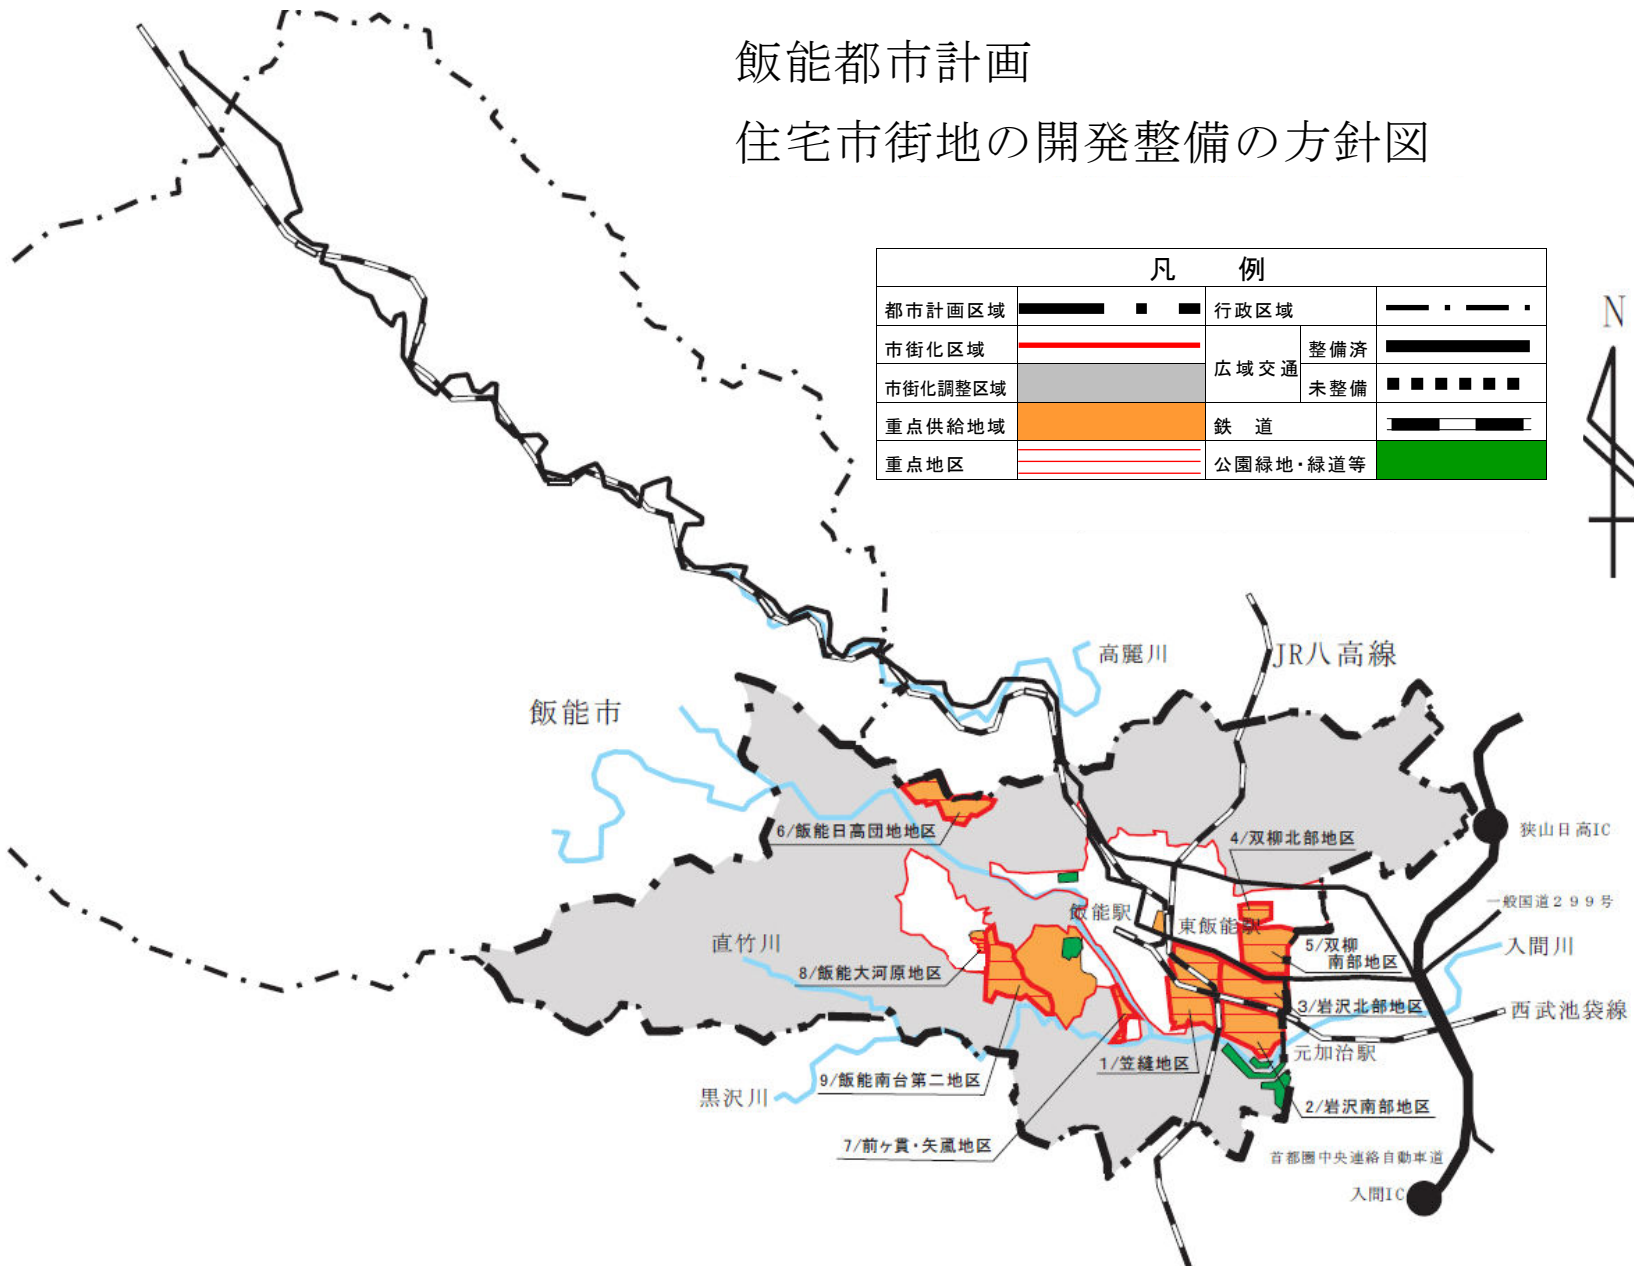 飯能都市計画
住宅市街地の開発整備の方針図
凡 例
都市計画区域
行政区域
市街化区域
広域交通
整備済
市街化調整区域
未整備
重点供給地域
鉄 道
重点地区
公園緑地・緑道等
N
高麗川
JR八高線
飯能市
狭山日高IC
6/飯能日高団地地区
4/双柳北部地区
一般国道299号
飯能駅
東飯能駅
直竹川
5/双柳
南部地区
入間川
8/飯能大河原地区
3/岩沢北部地区
西武池袋線
元加治駅
1/笠縫地区
9/飯能南台第二地区
黒沢川
2/岩沢南部地区
7/前ヶ貫・矢颪地区
首都圏中央連絡自動車道
入間IC